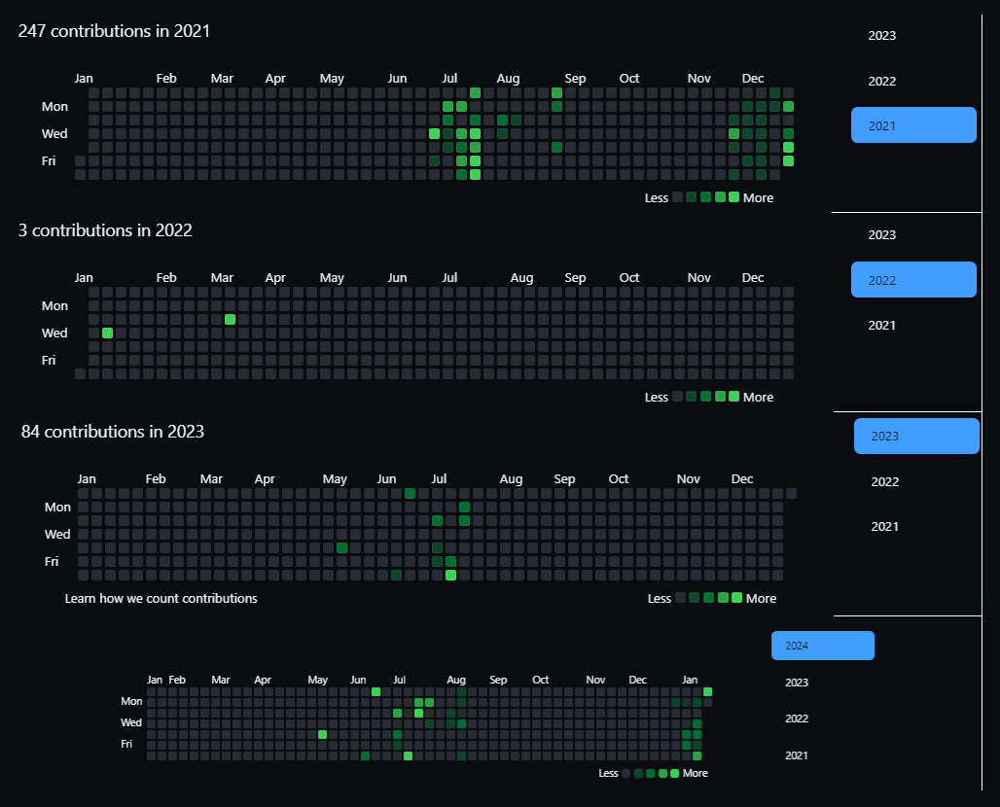 247 contributions in 2021
2023
Jan Feb Mar Apr May Jun Jul Aug Sep Oct Nov Dec
2022
Mon
2021
Wed
Fri
Less More
3 contributions in 2022
2023
Jan Feb Mar Apr May Jun Jul Aug Sep Oct Nov Dec
2022
Mon
2021
Wed
Fri
Less More
84 contributions in 2023
2023
Jan Feb Mar Apr May Jun Jul Aug Sep Oct Nov Dec
2022
Mon
2021
Wed
Fri
Learn how we count contributions
Less More
2024
Jan Feb Mar Apr May Jun Jul Aug Sep Oct Nov Dec Jan
2023
Mon
2022
Wed
Fri
2021
Less More